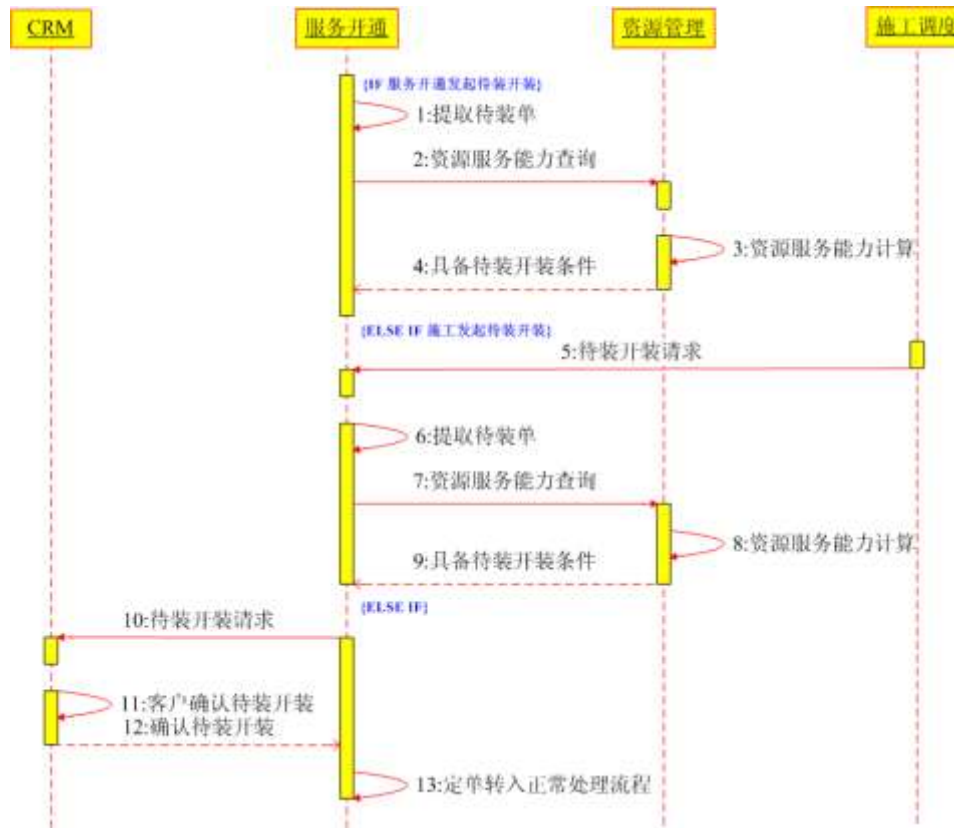 CRM
服务开通
资源管理
施工调度
{IF 服务开通发起待装开装}
1:提取待装单
2:资源服务能力查询
3:资源服务能力计算
4:具备待装开装条件
{ELSE IF 施工发起待装开装}
5:待装开装请求
6:提取待装单
7:资源服务能力查询
8:资源服务能力计算
9:具备待装开装条件
{ELSE IF}
10:待装开装请求
11:客户确认待装开装
12:确认待装开装
13:定单转入正常处理流程